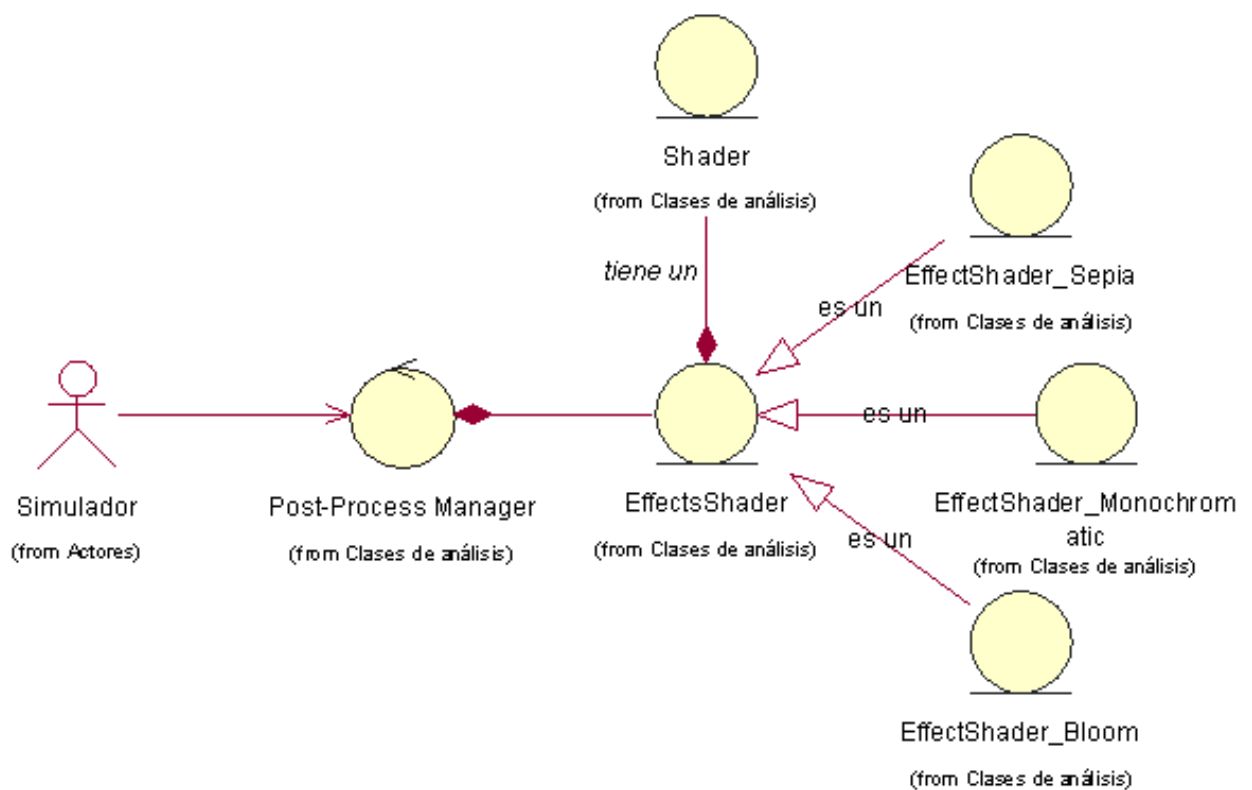 Shader
(from Clases de análisis)
tiene un
EffectShader_Sepia
(from Clases de análisis)
es un
es un
Simulador
(from Actores)
Post-Process Manager
(from Clases de análisis)
EffectsShader
(from Clases de análisis)
EffectShader_Monochrom
atic
(from Clases de análisis)
es un
EffectShader_Bloom
(from Clases de análisis)